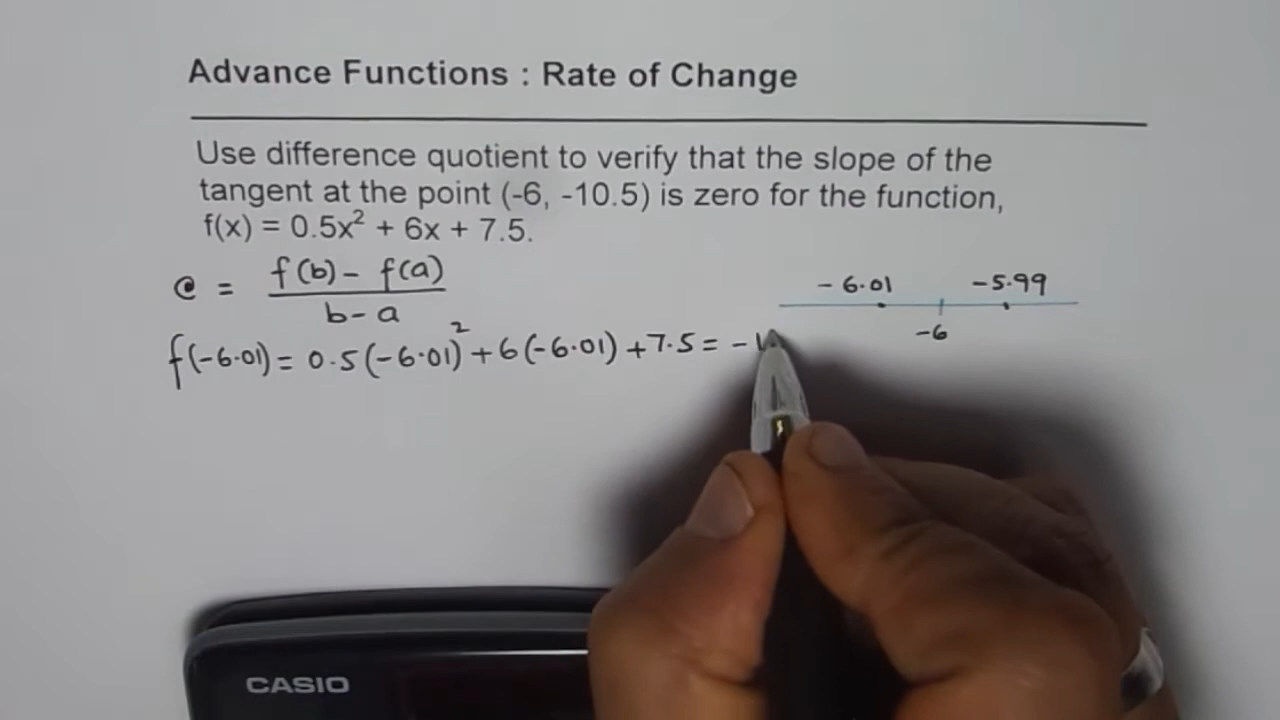 Advance Functions : Rate of Change
Use difference quotient to verify that the slope of the
tangent at the point (-6, -10.5) is zero for the function,
f(x) = 0.5x² + 6x + 7.5.
@ = f(b) - f(a)
b - a
-6.01 -5.99
-6
f(-6.01) = 0.5(-6.01)² + 6(-6.01) + 7.5 = -1
CASIO